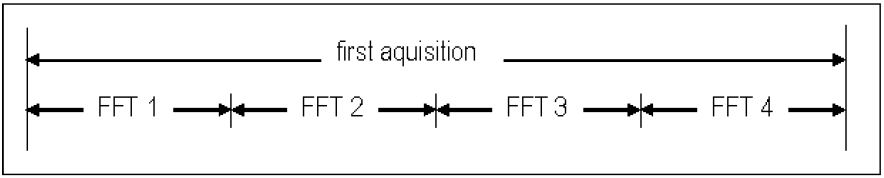 first aquisition
FFT 1 FFT 2 FFT 3 FFT 4